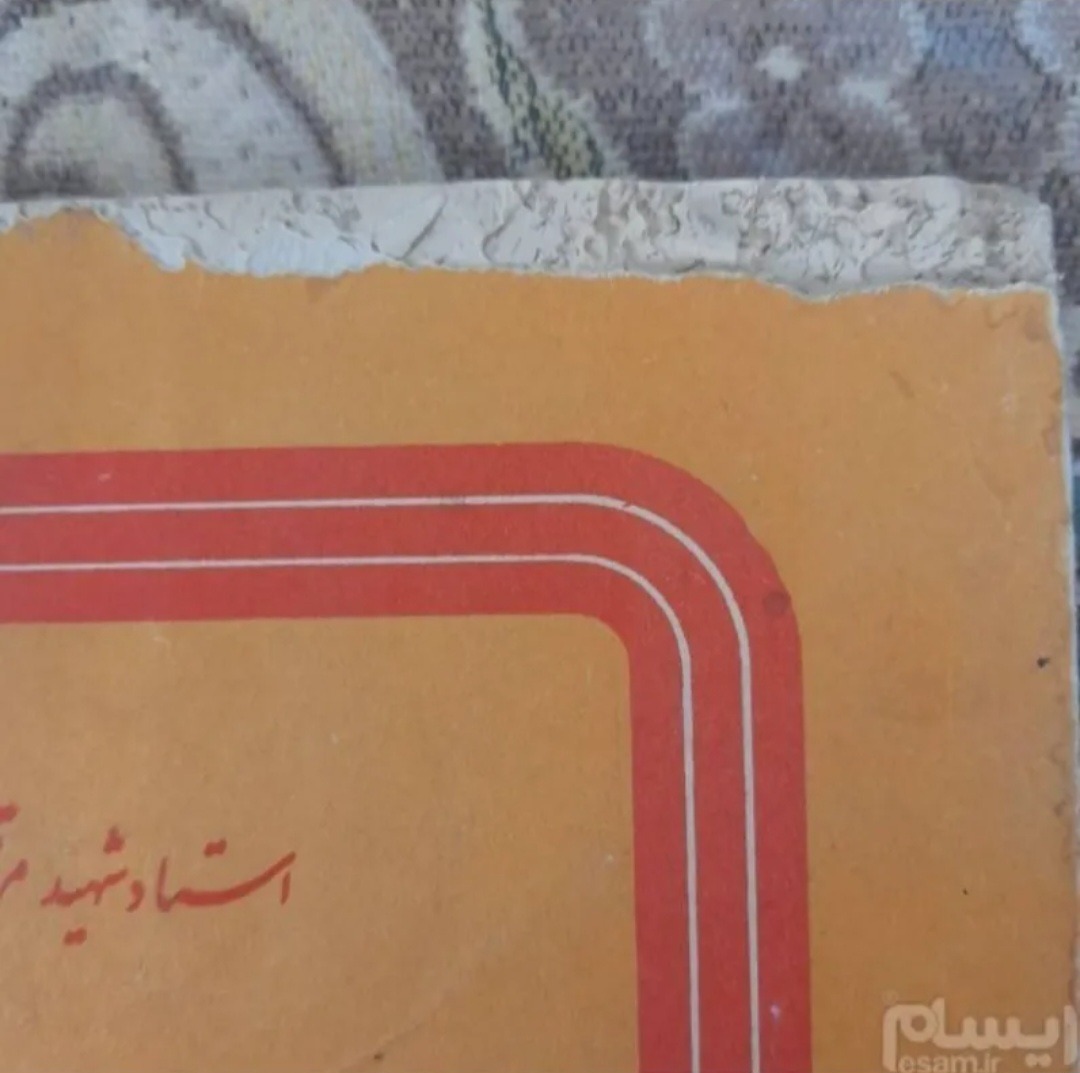 استاد شهید
ایسام
esam.ir